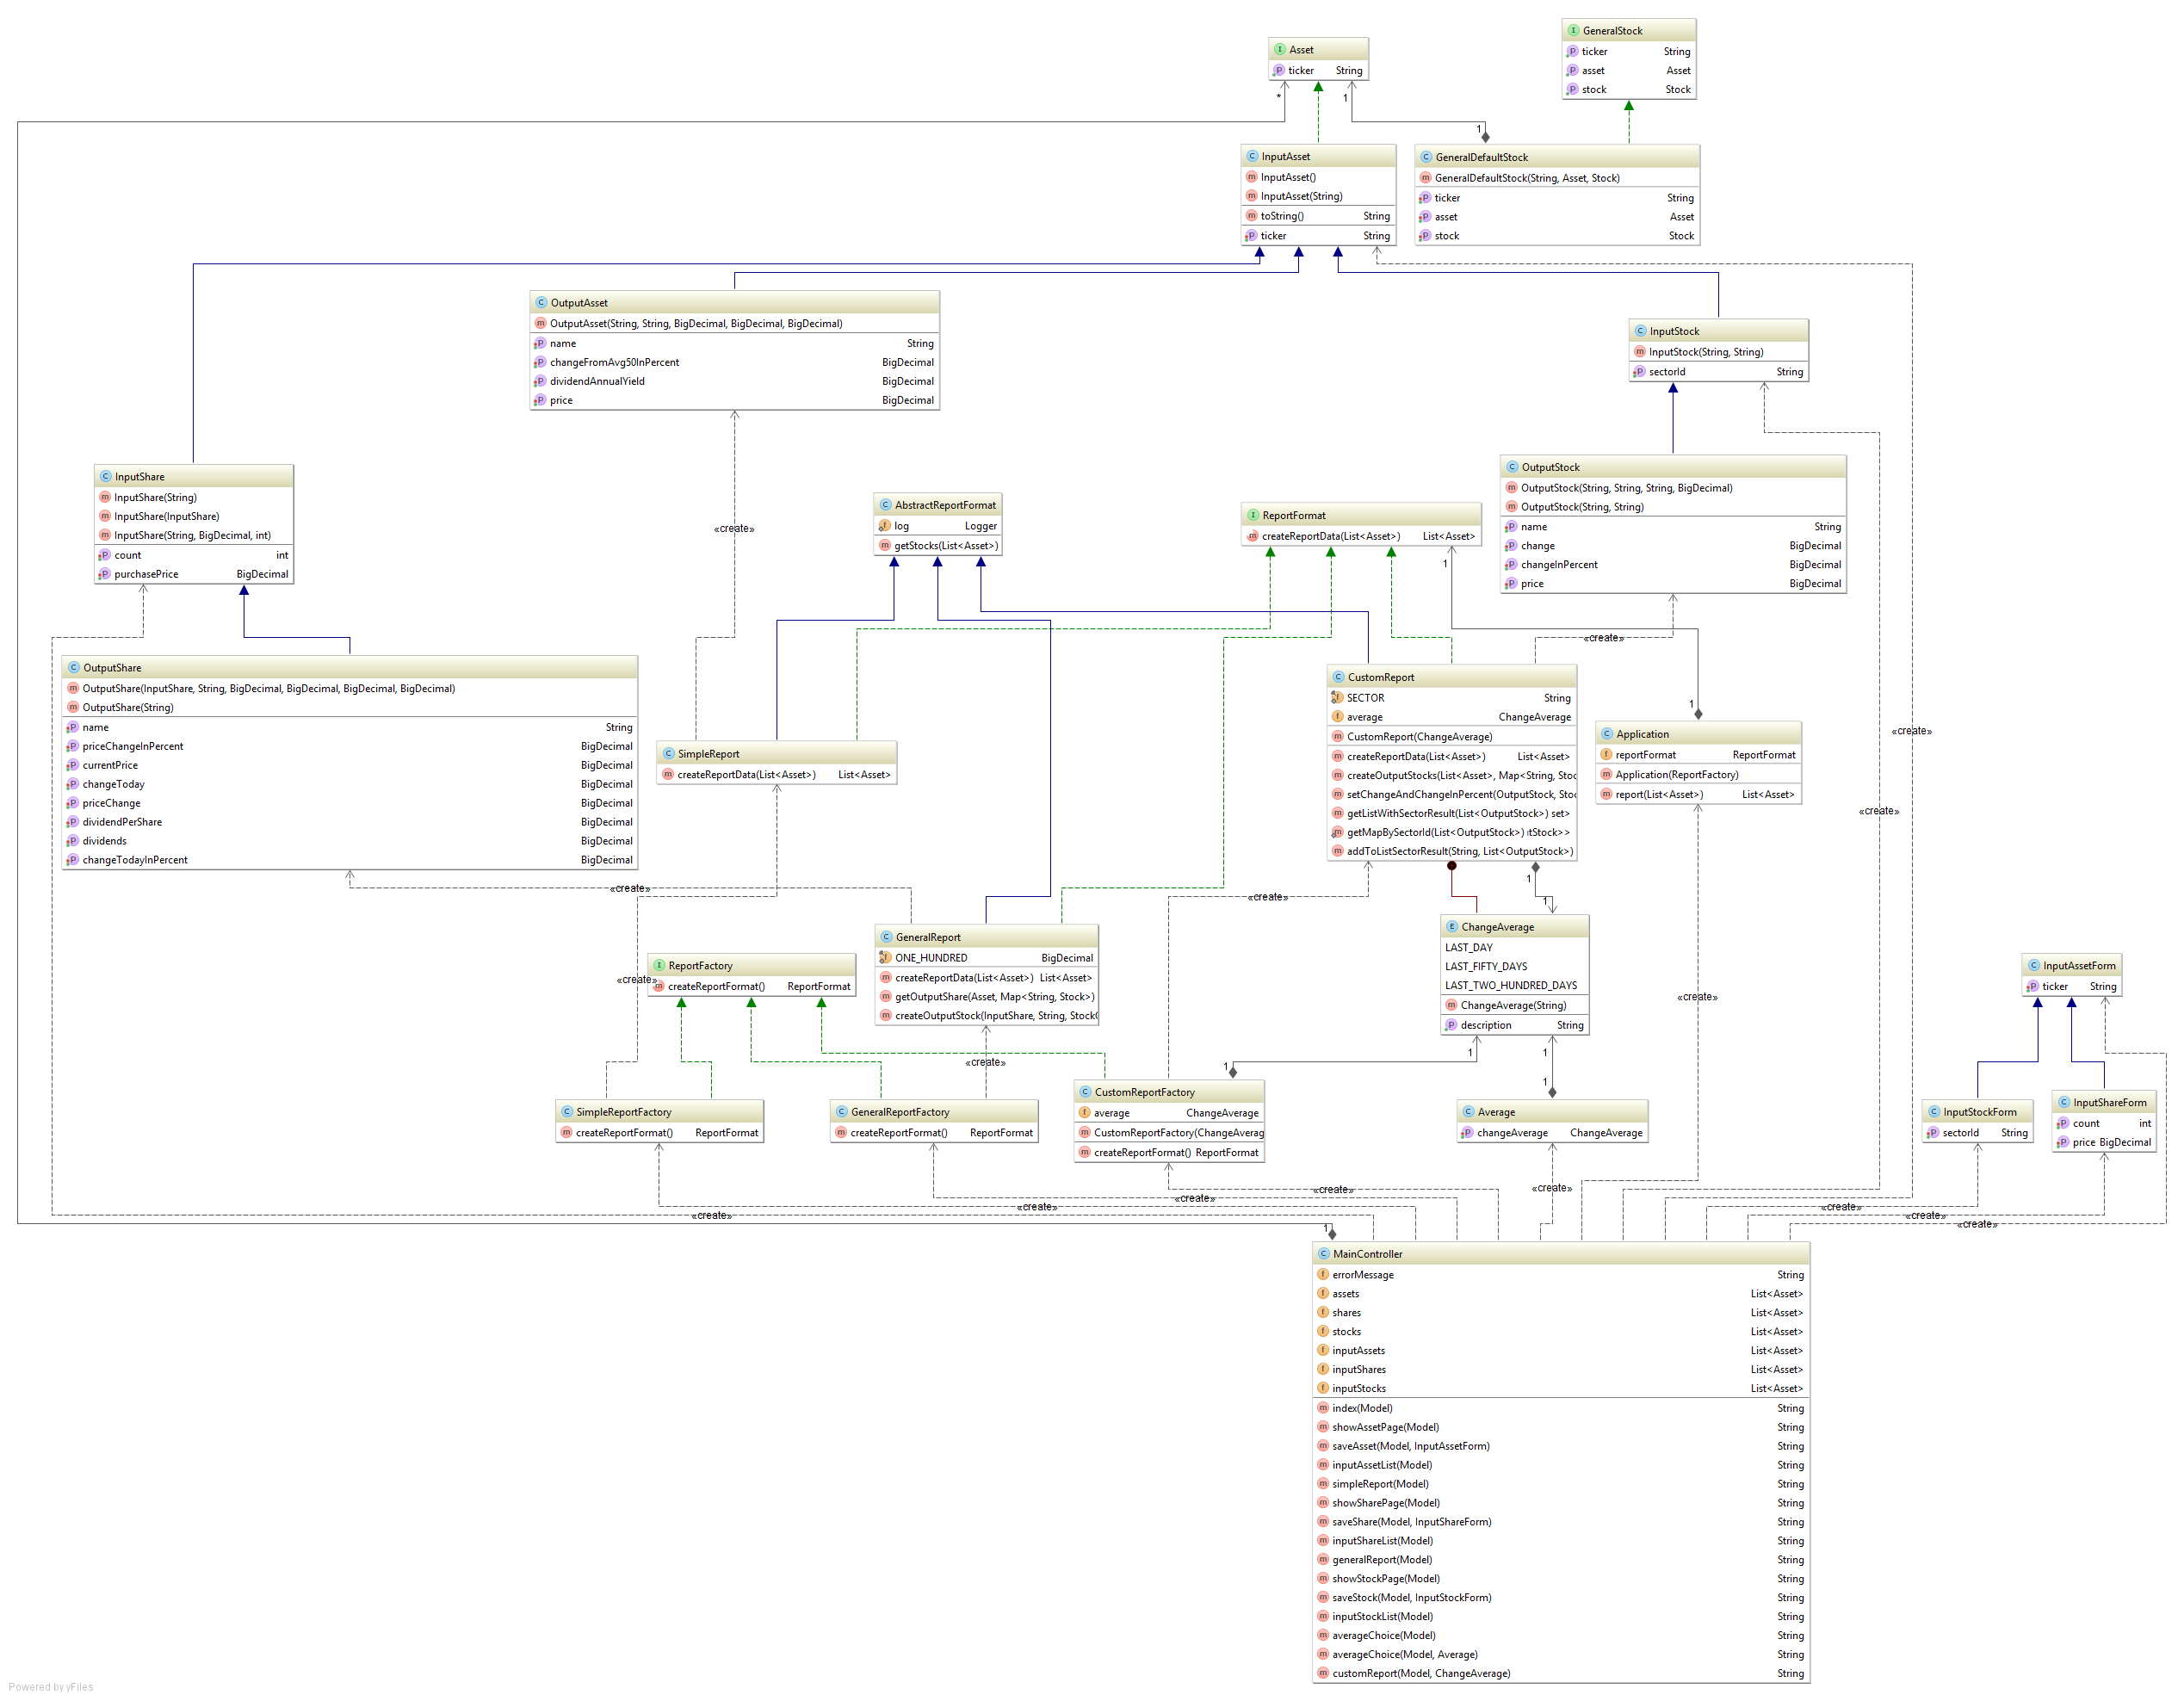 GeneralStock
ticker String
asset Asset
stock Stock
Asset
ticker String
*
1
1
InputAsset
InputAsset()
InputAsset(String)
toString() String
ticker String
GeneralDefaultStock
GeneralDefaultStock(String, Asset, Stock)
ticker String
asset Asset
stock Stock
OutputAsset
OutputAsset(String, String, BigDecimal, BigDecimal, BigDecimal)
name String
changeFromAvg50InPercent BigDecimal
dividendAnnualYield BigDecimal
price BigDecimal
InputStock
InputStock(String, String)
sectorId String
InputShare
InputShare(String)
InputShare(InputShare)
InputShare(String, BigDecimal, int)
count int
purchasePrice BigDecimal
«create»
AbstractReportFormat
log Logger
getStocks(List<Asset>)
ReportFormat
createReportData(List<Asset>) List<Asset>
1
OutputStock
OutputStock(String, String, String, BigDecimal)
OutputStock(String, String)
name String
change BigDecimal
changeInPercent BigDecimal
price BigDecimal
«create»
OutputShare
OutputShare(InputShare, String, BigDecimal, BigDecimal, BigDecimal, BigDecimal)
OutputShare(String)
name String
priceChangeInPercent BigDecimal
currentPrice BigDecimal
changeToday BigDecimal
priceChange BigDecimal
dividendPerShare BigDecimal
dividends BigDecimal
changeTodayInPercent BigDecimal
SimpleReport
createReportData(List<Asset>) List<Asset>
CustomReport
SECTOR String
average ChangeAverage
CustomReport(ChangeAverage)
createReportData(List<Asset>) List<Asset>
createOutputStocks(List<Asset>, Map<String, Stoc
setChangeAndChangeInPercent(OutputStock, Stoc
getListWithSectorResult(List<OutputStock>) set>
getMapBySectorId(List<OutputStock>) tStock>>
addToListSectorResult(String, List<OutputStock>)
1
Application
reportFormat ReportFormat
Application(ReportFactory)
report(List<Asset>) List<Asset>
«create»
«create»
«create»
«create»
1
1
GeneralReport
ONE_HUNDRED BigDecimal
createReportData(List<Asset>) List<Asset>
getOutputShare(Asset, Map<String, Stock>)
createOutputStock(InputShare, String, Stock
ChangeAverage
LAST_DAY
LAST_FIFTY_DAYS
LAST_TWO_HUNDRED_DAYS
ChangeAverage(String)
description String
ReportFactory
createReportFormat() ReportFormat
«create»
InputAssetForm
ticker String
«create»
«create»
1
1
1
1
SimpleReportFactory
createReportFormat() ReportFormat
GeneralReportFactory
createReportFormat() ReportFormat
CustomReportFactory
average ChangeAverage
CustomReportFactory(ChangeAverag
createReportFormat() ReportFormat
Average
changeAverage ChangeAverage
InputStockForm
sectorId String
InputShareForm
count int
price BigDecimal
«create»
«create»
«create»
«create»
«create»
«create»
«create»
«create»
1
MainController
errorMessage String
assets List<Asset>
shares List<Asset>
stocks List<Asset>
inputAssets List<Asset>
inputShares List<Asset>
inputStocks List<Asset>
index(Model) String
showAssetPage(Model) String
saveAsset(Model, InputAssetForm) String
inputAssetList(Model) String
simpleReport(Model) String
showSharePage(Model) String
saveShare(Model, InputShareForm) String
inputShareList(Model) String
generalReport(Model) String
showStockPage(Model) String
saveStock(Model, InputStockForm) String
inputStockList(Model) String
averageChoice(Model) String
averageChoice(Model, Average) String
customReport(Model, ChangeAverage) String
Powered by yFiles